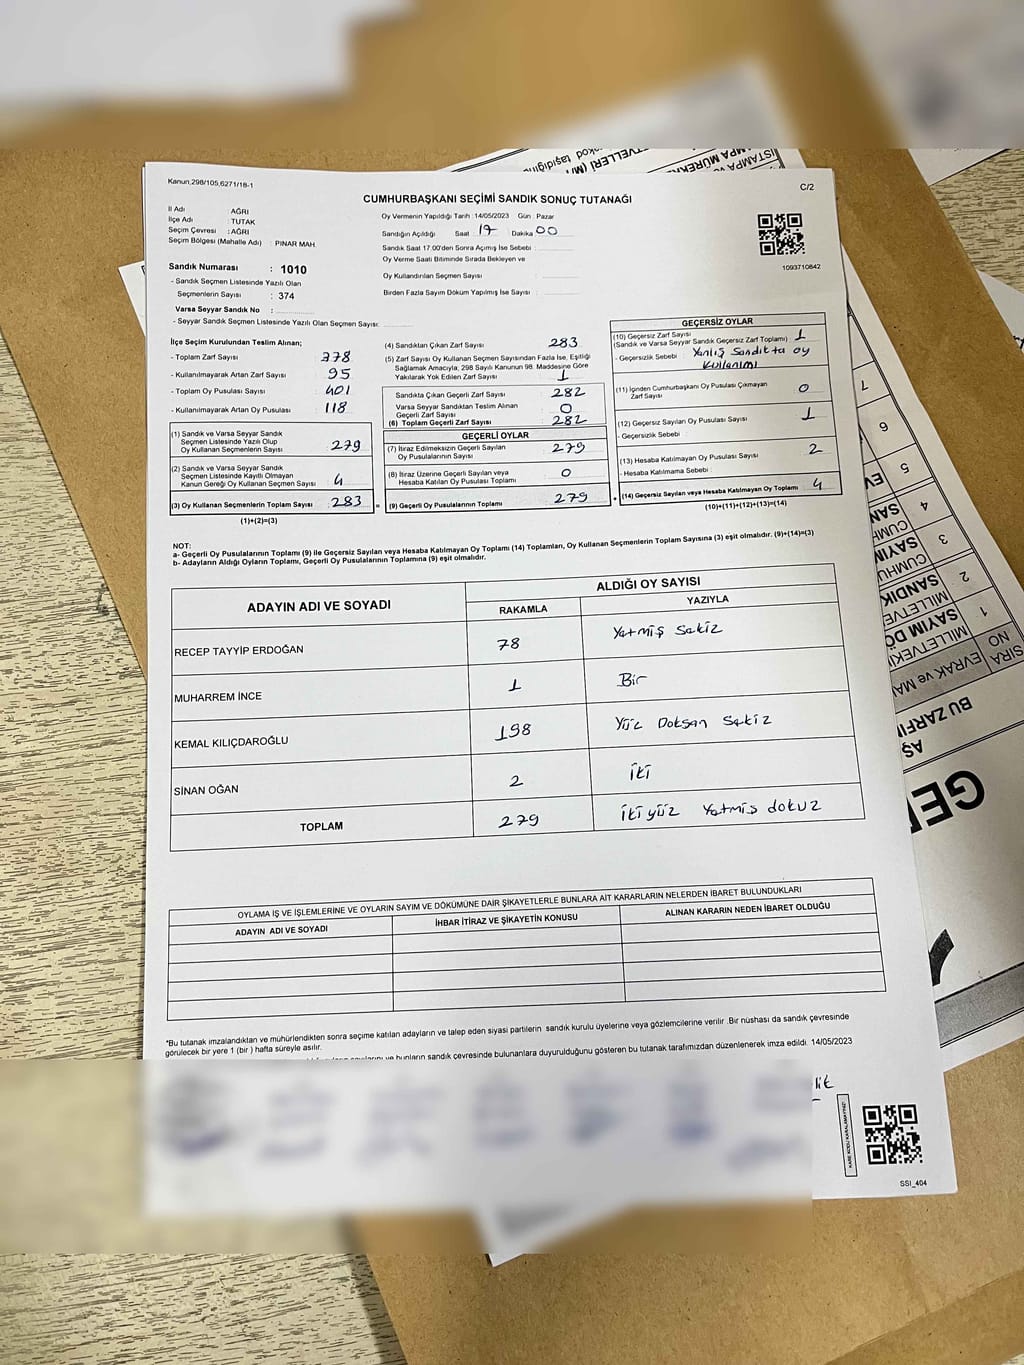 Kanun,298/105,6271/18-1
C/2
CUMHURBAŞKANI SEÇİMİ SANDIK SONUÇ TUTANAĞI
İl Adı : AĞRI
İlçe Adı : TUTAK
Seçim Çevresi : AĞRI
Seçim Bölgesi (Mahalle Adı) : PINAR MAH.
Oy Vermenin Yapıldığı Tarih :14/05/2023 Gün : Pazar
Sandığın Açıldığı Saat 17 Dakika 00
Sandık Saat 17:00'den Sonra Açmış İse Sebebi :
Oy Verme Saati Bitiminde Sırada Bekleyen ve
Oy Kullandırılan Seçmen Sayısı :
Birden Fazla Sayım Döküm Yapılmış İse Sayısı :
1093710842
Sandık Numarası : 1010
- Sandık Seçmen Listesinde Yazılı Olan
Seçmenlerin Sayısı : 374
Varsa Seyyar Sandık No :
- Seyyar Sandık Seçmen Listesinde Yazılı Olan Seçmen Sayısı:
İlçe Seçim Kurulundan Teslim Alınan;
- Toplam Zarf Sayısı 378
- Kullanılmayarak Artan Zarf Sayısı 95
- Toplam Oy Pusulası Sayısı 401
- Kullanılmayarak Artan Oy Pusulası 118
(1) Sandık ve Varsa Seyyar Sandık
Seçmen Listesinde Yazılı Olup
Oy Kullanan Seçmenlerin Sayısı : 279
(2) Sandık ve Varsa Seyyar Sandık
Seçmen Listesinde Kayıtlı Olmayan
Kanun Gereği Oy Kullanan Seçmen Sayısı : 4
(3) Oy Kullanan Seçmenlerin Toplam Sayısı : 283
(1)+(2)=(3)
(4) Sandıktan Çıkan Zarf Sayısı : 283
(5) Zarf Sayısı Oy Kullanan Seçmen Sayısından Fazla İse, Eşitliği
Sağlamak Amacıyla, 298 Sayılı Kanunun 98. Maddesine Göre
Yakılarak Yok Edilen Zarf Sayısı : 1
Sandıkta Çıkan Geçerli Zarf Sayısı : 282
Varsa Seyyar Sandıktan Teslim Alınan
Geçerli Zarf Sayısı : 0
(6) Toplam Geçerli Zarf Sayısı : 282
GEÇERLİ OYLAR
(7) İtiraz Edilmeksizin Geçerli Sayılan
Oy Pusulalarının Sayısı : 279
(8) İtiraz Üzerine Geçerli Sayılan veya
Hesaba Katılan Oy Pusulası Toplamı : 0
(9) Geçerli Oy Pusulalarının Toplamı : 279
GEÇERSİZ OYLAR
(10) Geçersiz Zarf Sayısı : 1
(Sandık ve Varsa Seyyar Sandık Geçersiz Zarf Toplamı)
- Geçersizlik Sebebi : Yanlış Sandıkta oy
Kullanımı
(11) İçinden Cumhurbaşkanı Oy Pusulası Çıkmayan
Zarf Sayısı : 0
(12) Geçersiz Sayılan Oy Pusulası Sayısı : 1
- Geçersizlik Sebebi :
(13) Hesaba Katılmayan Oy Pusulası Sayısı : 2
- Hesaba Katılmama Sebebi :
(14) Geçersiz Sayılan veya Hesaba Katılmayan Oy Toplamı : 4
(10)+(11)+(12)+(13)=(14)
NOT:
a- Geçerli Oy Pusulalarının Toplamı (9) ile Geçersiz Sayılan veya Hesaba Katılmayan Oy Toplamı (14) Toplamları, Oy Kullanan Seçmenlerin Toplam Sayısına (3) eşit olmalıdır. (9)+(14)=(3)
b- Adayların Aldığı Oyların Toplamı, Geçerli Oy Pusulalarının Toplamına (9) eşit olmalıdır.
ADAYIN ADI VE SOYADI
ALDIĞI OY SAYISI
RAKAMLA YAZIYLA
RECEP TAYYİP ERDOĞAN 78 Yetmiş Sekiz
MUHARREM İNCE 1 Bir
KEMAL KILIÇDAROĞLU 198 Yüz Doksan Sekiz
SİNAN OĞAN 2 İki
TOPLAM 279 İki yüz Yetmiş dokuz
OYLAMA İŞ VE İŞLEMLERİNE VE OYLARIN SAYIM VE DÖKÜMÜNE DAİR ŞİKAYETLERLE BUNLARA AİT KARARLARIN NELERDEN İBARET BULUNDUKLARI
ADAYIN ADI VE SOYADI İHBAR İTİRAZ VE ŞİKAYETİN KONUSU ALINAN KARARIN NEDEN İBARET OLDUĞU
*Bu tutanak imzalandıktan ve mühürlendikten sonra seçime katılan adayların ve talep eden siyasi partilerin sandık kurulu üyelerine veya gözlemcilerine verilir .Bir nüshası da sandık çevresinde
görülecek bir yere 1 (bir ) hafta süreyle asılır.
ve bunların sandık çevresinde bulunanlara duyurulduğunu gösteren bu tutanak tarafımızdan düzenlenerek imza edildi. 14/05/2023
KARE KODU KARALAMAYINIZ!
SSİ_404